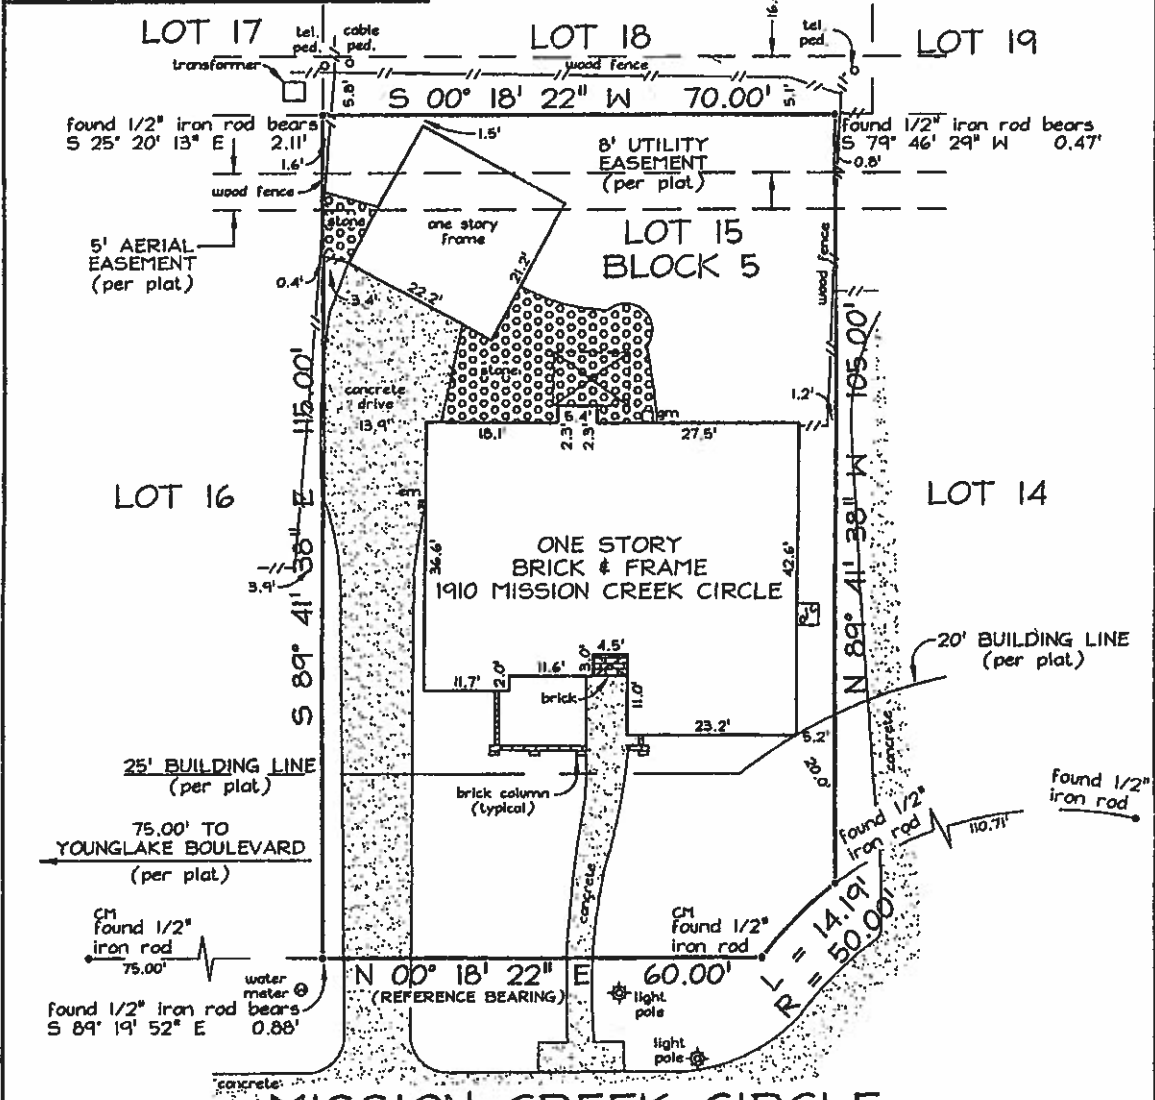 LOT 17
tel.
ped.
cable
ped.
LOT 18
16.
tel
ped.
LOT 19
transformer
wood fence
5.8'
S 00° 18' 22" W 70.00'
5.1'
found 1/2" iron rod bears
S 25° 20' 13" E 2.11'
1.5'
8' UTILITY
EASEMENT
(per plat)
found 1/2" iron rod bears
S 79° 46' 29" W 0.47'
1.6'
0.8'
wood fence
stone
one story
frame
LOT 15
BLOCK 5
5' AERIAL
EASEMENT
(per plat)
wood fence
0.4'
3.4'
22.2'
21.2'
stone
concrete
drive
13.9'
S 89° 41' 38" E 115.00'
N 89° 41' 38" W 105.00'
1.2'
6.4'
gm
18.1'
2.3'
2.3'
27.5'
LOT 16
em
LOT 14
36.6'
ONE STORY
BRICK & FRAME
1910 MISSION CREEK CIRCLE
42.6'
3.9'
4.5'
3.0'
11.6'
2.0'
11.7'
brick
11.0'
20' BUILDING LINE
(per plat)
23.2'
5.2'
20.0'
concrete
25' BUILDING LINE
(per plat)
brick column
(typical)
found 1/2"
iron rod
75.00' TO
YOUNGLAKE BOULEVARD
(per plat)
found 1/2"
iron rod
110.71'
concrete
CM
found 1/2"
iron rod
75.00'
CM
found 1/2"
iron rod
L = 14.19'
R = 50.00'
N 00° 18' 22" E 60.00'
(REFERENCE BEARING)
water
meter
light
pole
found 1/2" iron rod bears
S 89° 19' 52" E 0.88'
light
pole
concrete
MISSION CREEK CIRCLE